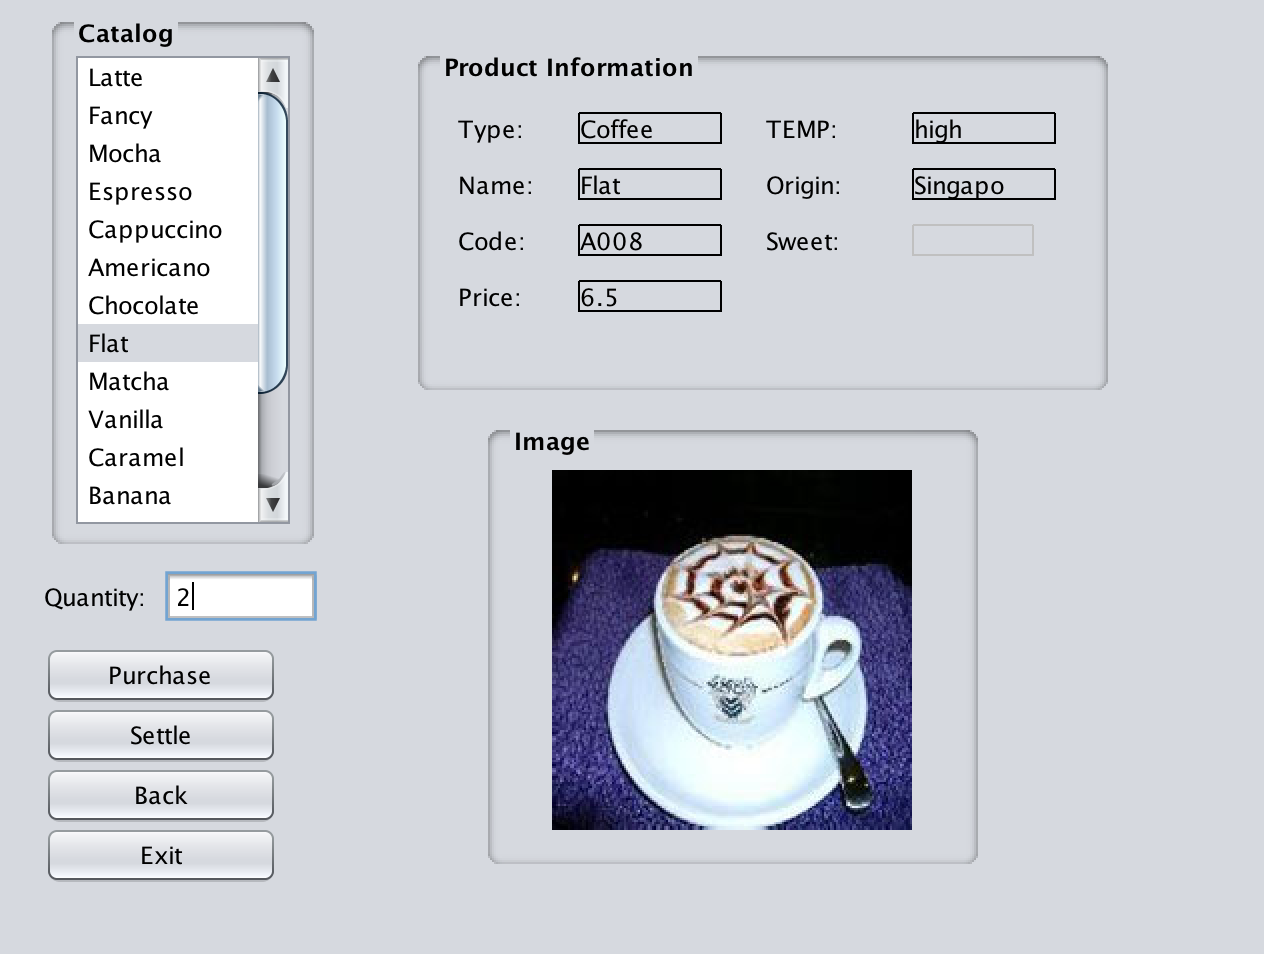 Catalog
Latte
Fancy
Mocha
Espresso
Cappuccino
Americano
Chocolate
Flat
Matcha
Vanilla
Caramel
Banana
Quantity: 2
Purchase
Settle
Back
Exit
Product Information
Type: Coffee TEMP: high
Name: Flat Origin: Singapo
Code: A008 Sweet:
Price: 6.5
Image